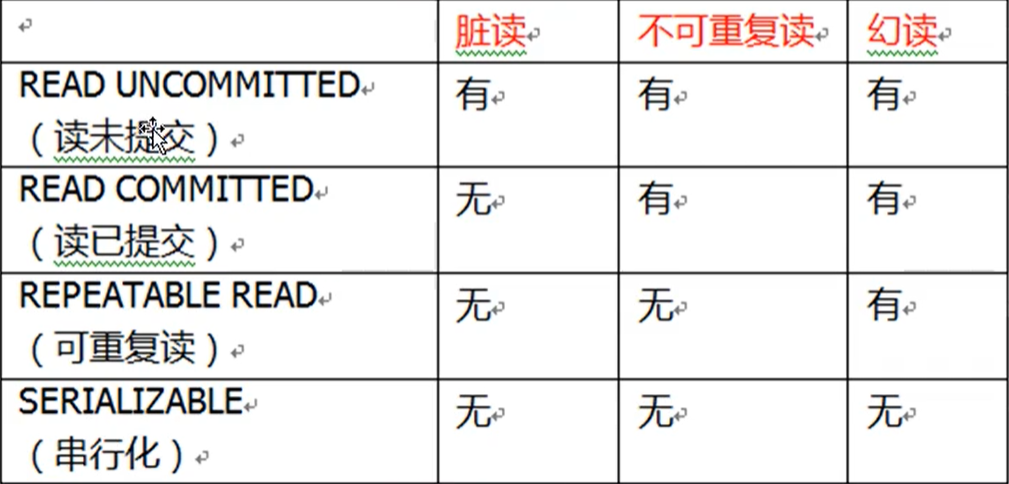 脏读 不可重复读 幻读
READ UNCOMMITTED 有 有 有
（读未提交）
READ COMMITTED 无 有 有
（读已提交）
REPEATABLE READ 无 无 有
（可重复读）
SERIALIZABLE 无 无 无
（串行化）